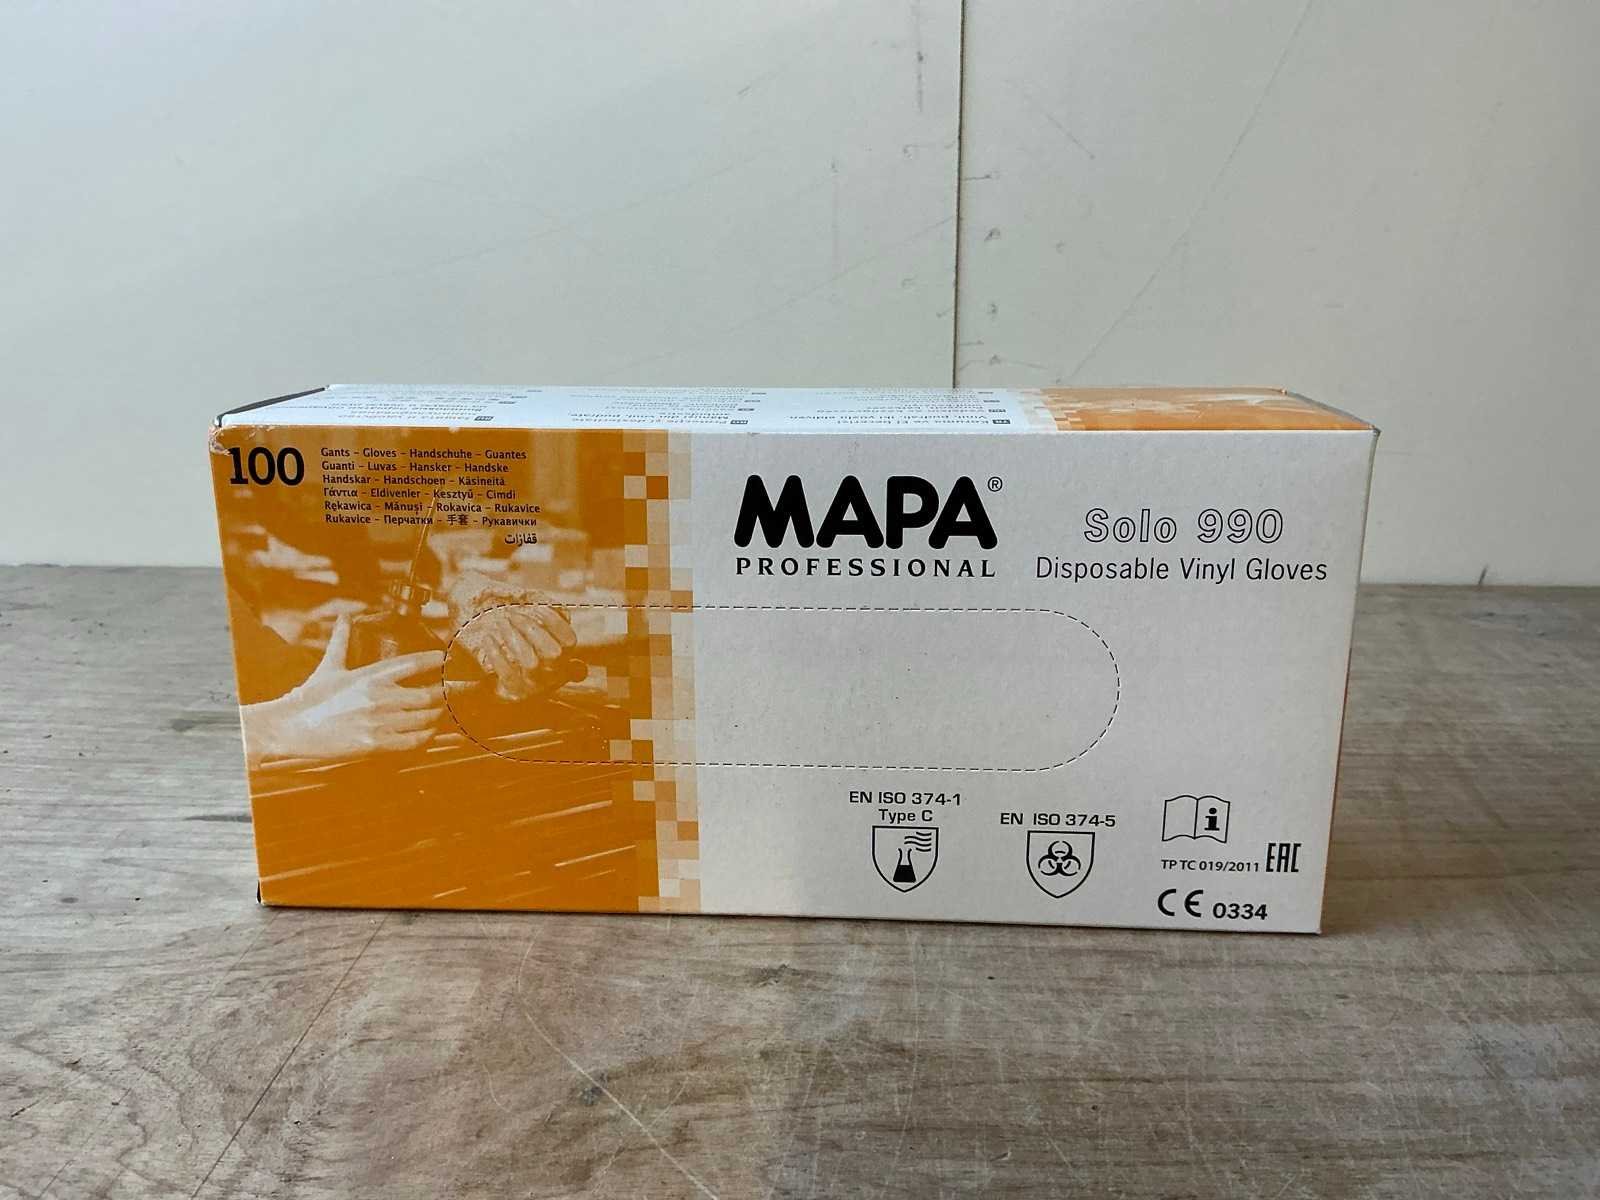 100
Gants - Gloves - Handschuhe - Guantes
Guanti - Luvas - Hansker - Handske
Handskar - Handschoen - Käsineitä
Γάντια - Eldivenler - Kesztyű - Cimdi
Rękawica - Mănuși - Rokavica - Rukavice
Rukavice - Перчатки - 手套 - Рукавички
قفازات
MAPA®
PROFESSIONAL
Solo 990
Disposable Vinyl Gloves
EN ISO 374-1
Type C
EN ISO 374-5
i
TP TC 019/2011 EAC
CE 0334